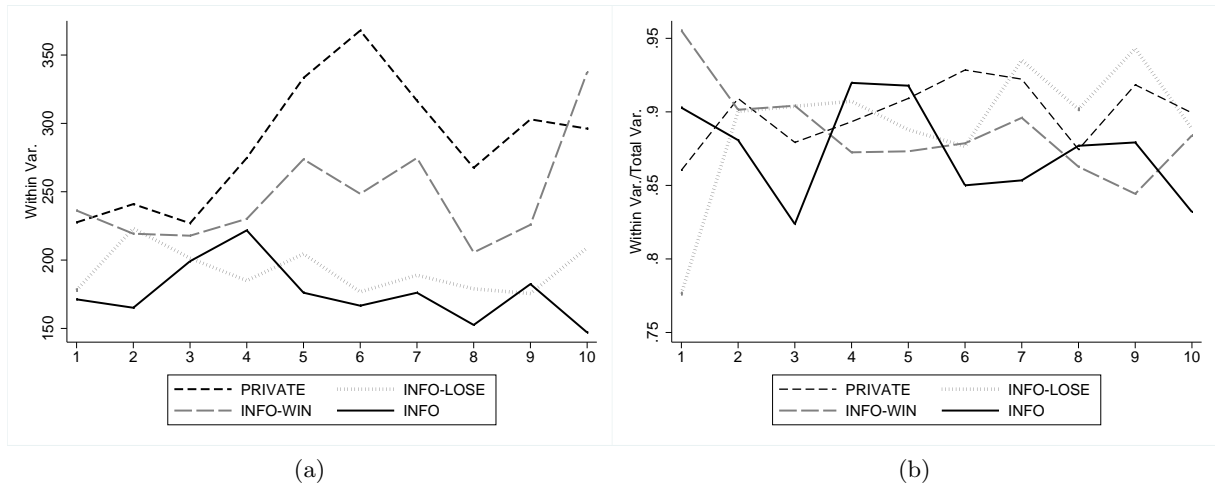 Within Var.
350
300
250
200
150
1 2 3 4 5 6 7 8 9 10
PRIVATE INFO-LOSE
INFO-WIN INFO
(a)
Within Var./Total Var.
.95
.9
.85
.8
.75
1 2 3 4 5 6 7 8 9 10
PRIVATE INFO-LOSE
INFO-WIN INFO
(b)